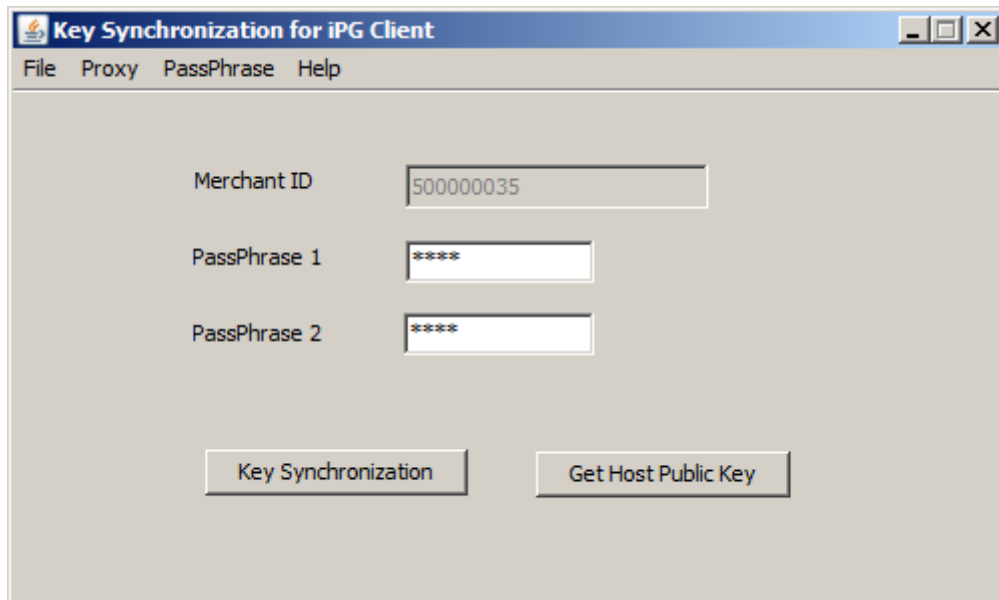 Key Synchronization for iPG Client
File Proxy PassPhrase Help
Merchant ID 500000035
PassPhrase 1 ****
PassPhrase 2 ****
Key Synchronization Get Host Public Key